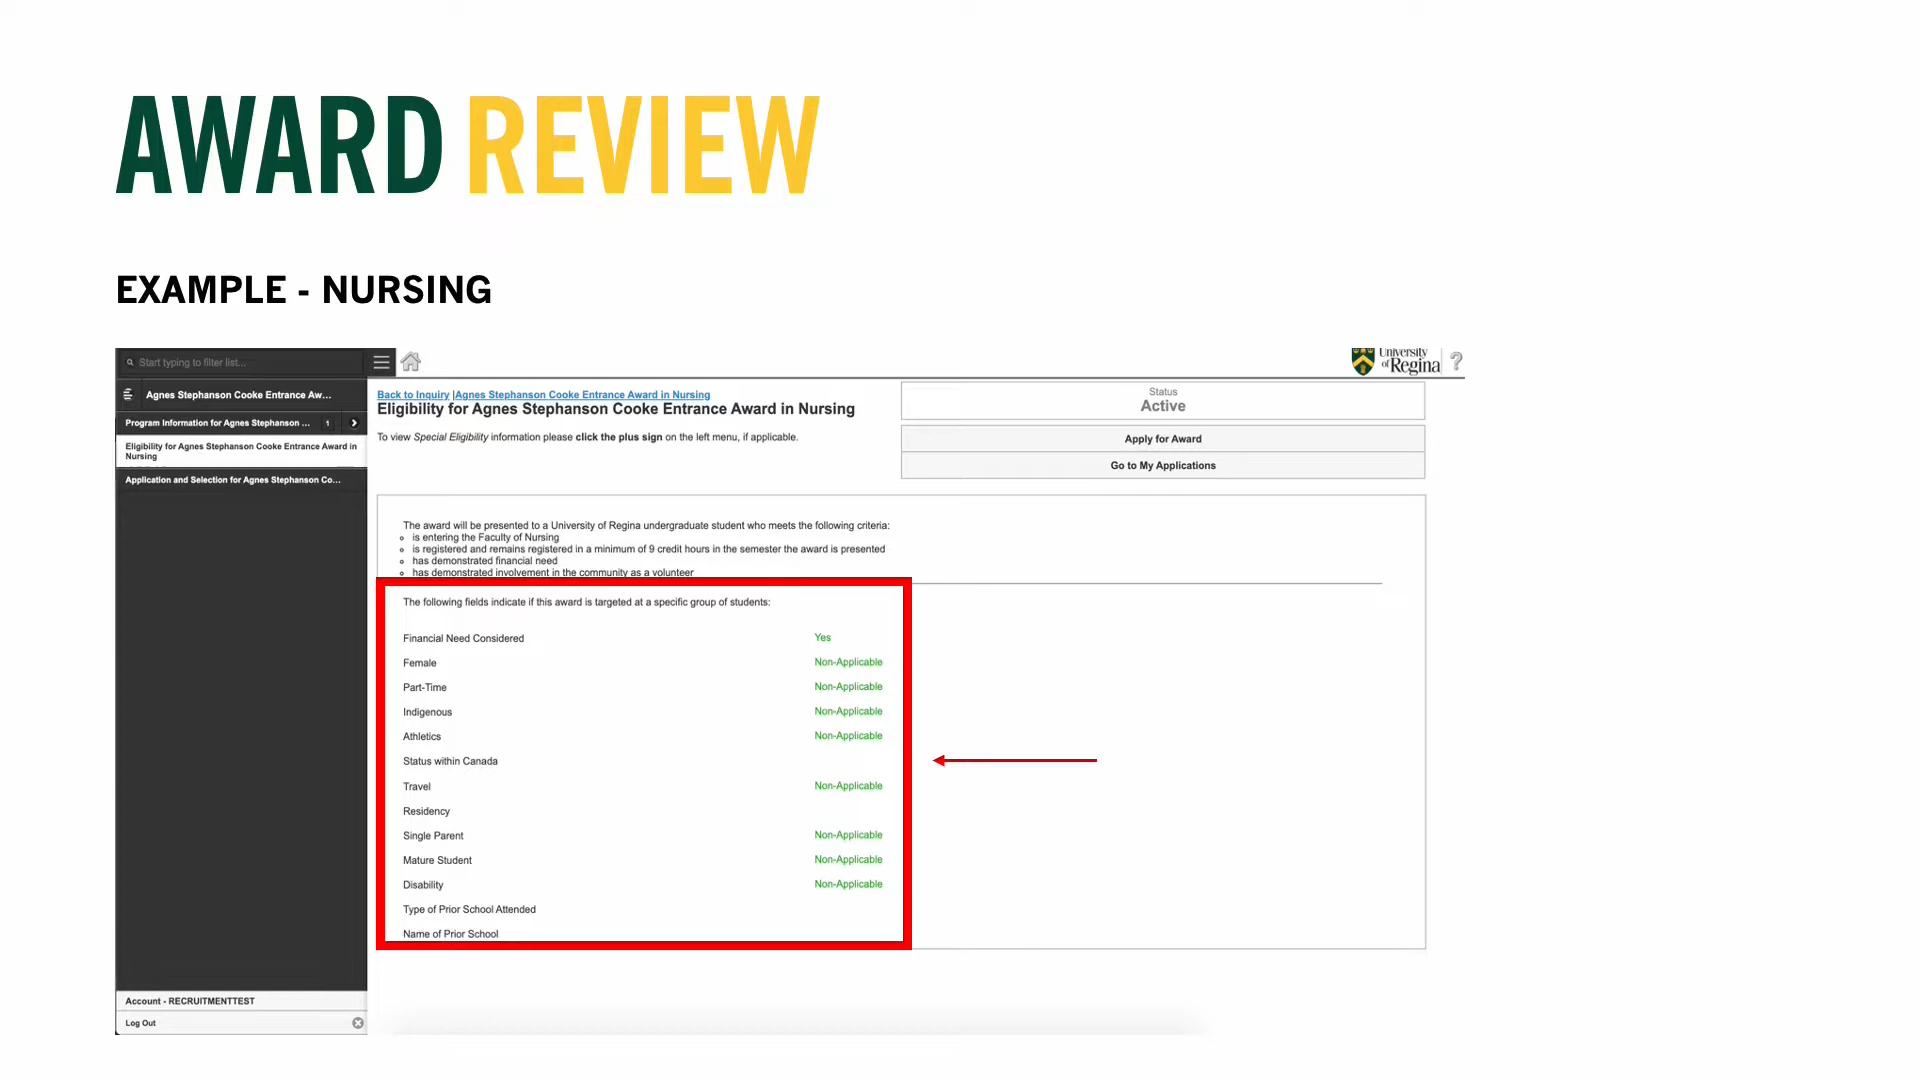 AWARD REVIEW
EXAMPLE - NURSING
Start typing to filter list...
University
of Regina
?
Agnes Stephanson Cooke Entrance Aw...
Program Information for Agnes Stephanson ... 1
Eligibility for Agnes Stephanson Cooke Entrance Award in
Nursing
Application and Selection for Agnes Stephanson Co...
Account - RECRUITMENTTEST
Log Out
Back to Inquiry |Agnes Stephanson Cooke Entrance Award in Nursing
Eligibility for Agnes Stephanson Cooke Entrance Award in Nursing
To view Special Eligibility information please click the plus sign on the left menu, if applicable.
Status
Active
Apply for Award
Go to My Applications
The award will be presented to a University of Regina undergraduate student who meets the following criteria:
is entering the Faculty of Nursing
is registered and remains registered in a minimum of 9 credit hours in the semester the award is presented
has demonstrated financial need
has demonstrated involvement in the community as a volunteer
The following fields indicate if this award is targeted at a specific group of students:
Financial Need Considered Yes
Female Non-Applicable
Part-Time Non-Applicable
Indigenous Non-Applicable
Athletics Non-Applicable
Status within Canada
Travel Non-Applicable
Residency
Single Parent Non-Applicable
Mature Student Non-Applicable
Disability Non-Applicable
Type of Prior School Attended
Name of Prior School